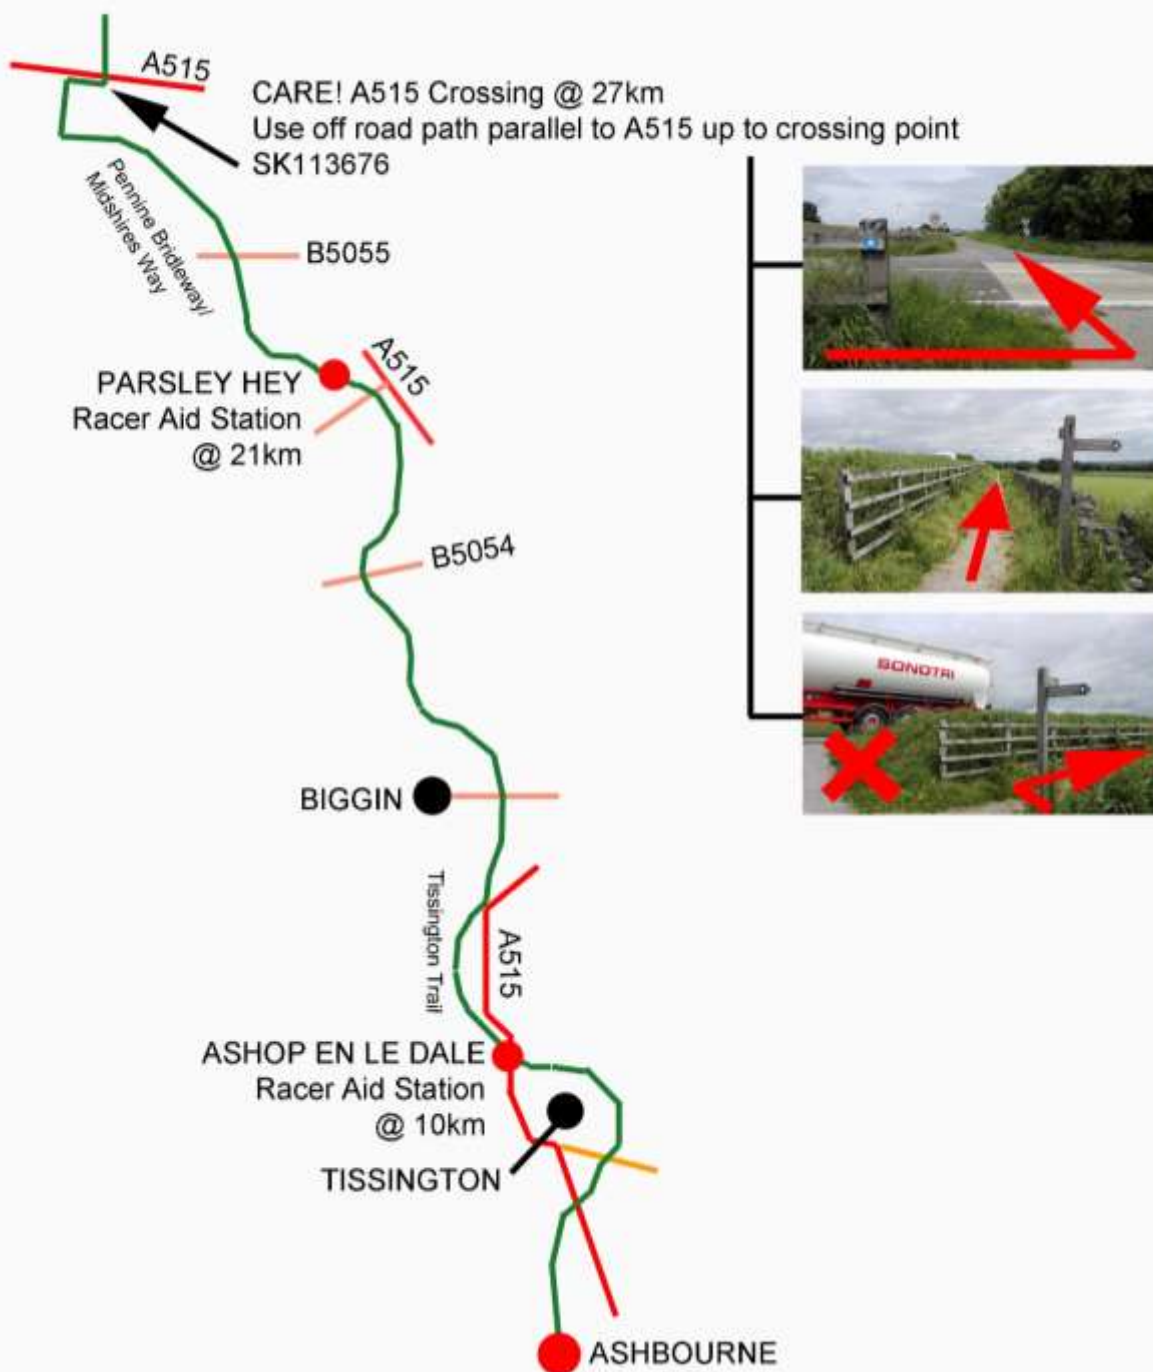 A515
CARE! A515 Crossing @ 27km
Use off road path parallel to A515 up to crossing point
SK113676
Pennine Bridleway/
Midshires Way
B5055
A515
PARSLEY HEY
Racer Aid Station
@ 21km
B5054
SONOTRI
BIGGIN
Tissington Trail
A515
ASHOP EN LE DALE
Racer Aid Station
@ 10km
TISSINGTON
ASHBOURNE